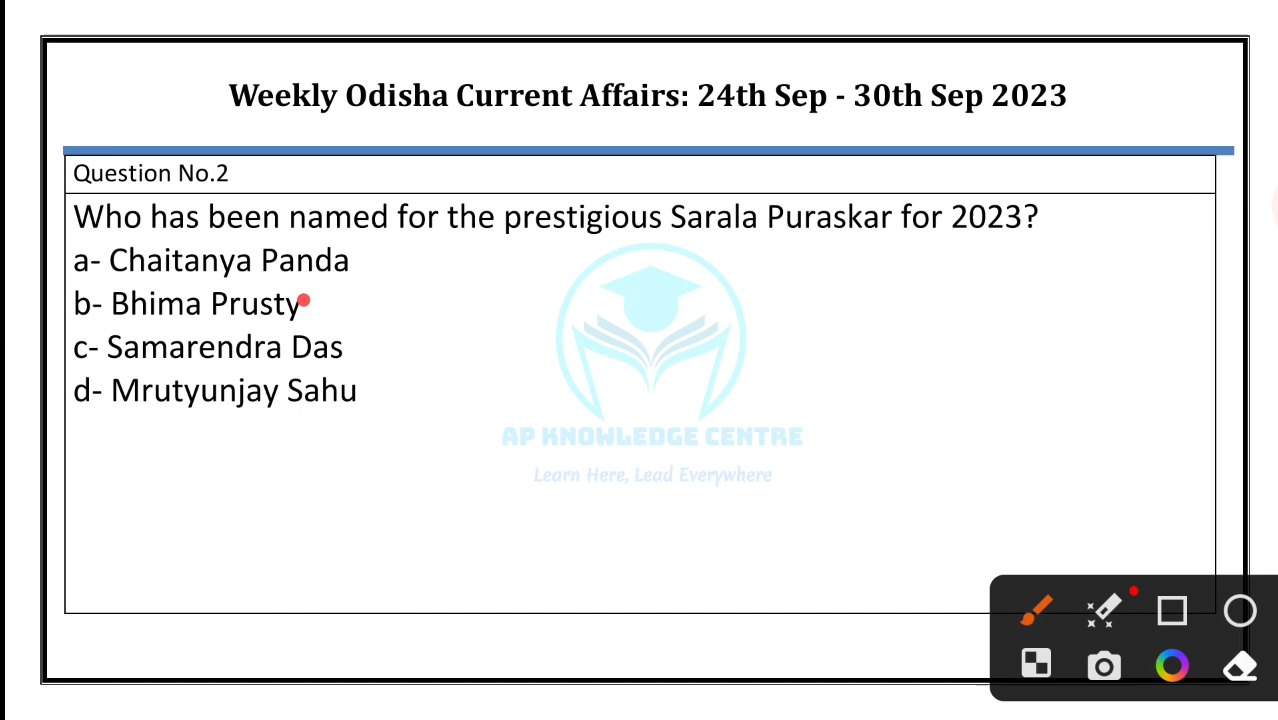 Weekly Odisha Current Affairs: 24th Sep - 30th Sep 2023
Question No.2
Who has been named for the prestigious Sarala Puraskar for 2023?
a- Chaitanya Panda
b- Bhima Prusty
c- Samarendra Das
d- Mrutyunjay Sahu
AP KNOWLEDGE CENTRE
Learn Here, Lead Everywhere